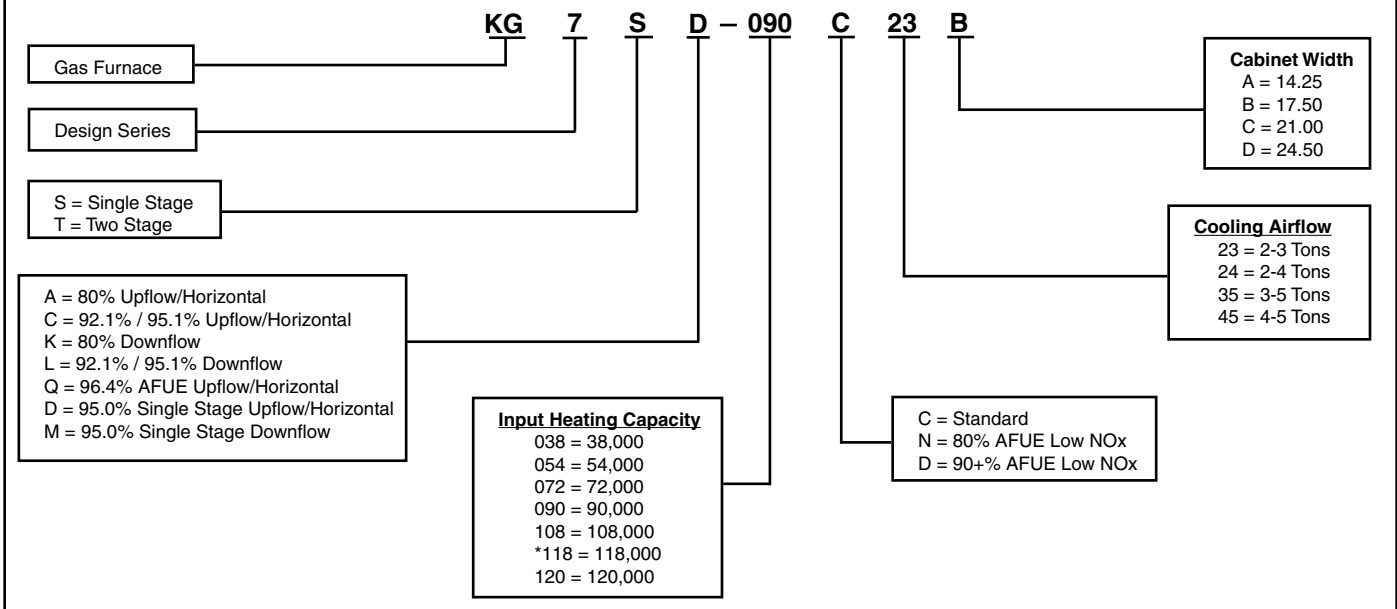 KG 7 S D – 090 C 23 B
Gas Furnace
Design Series
S = Single Stage
T = Two Stage
A = 80% Upflow/Horizontal
C = 92.1% / 95.1% Upflow/Horizontal
K = 80% Downflow
L = 92.1% / 95.1% Downflow
Q = 96.4% AFUE Upflow/Horizontal
D = 95.0% Single Stage Upflow/Horizontal
M = 95.0% Single Stage Downflow
Input Heating Capacity
038 = 38,000
054 = 54,000
072 = 72,000
090 = 90,000
108 = 108,000
*118 = 118,000
120 = 120,000
C = Standard
N = 80% AFUE Low NOx
D = 90+% AFUE Low NOx
Cooling Airflow
23 = 2-3 Tons
24 = 2-4 Tons
35 = 3-5 Tons
45 = 4-5 Tons
Cabinet Width
A = 14.25
B = 17.50
C = 21.00
D = 24.50